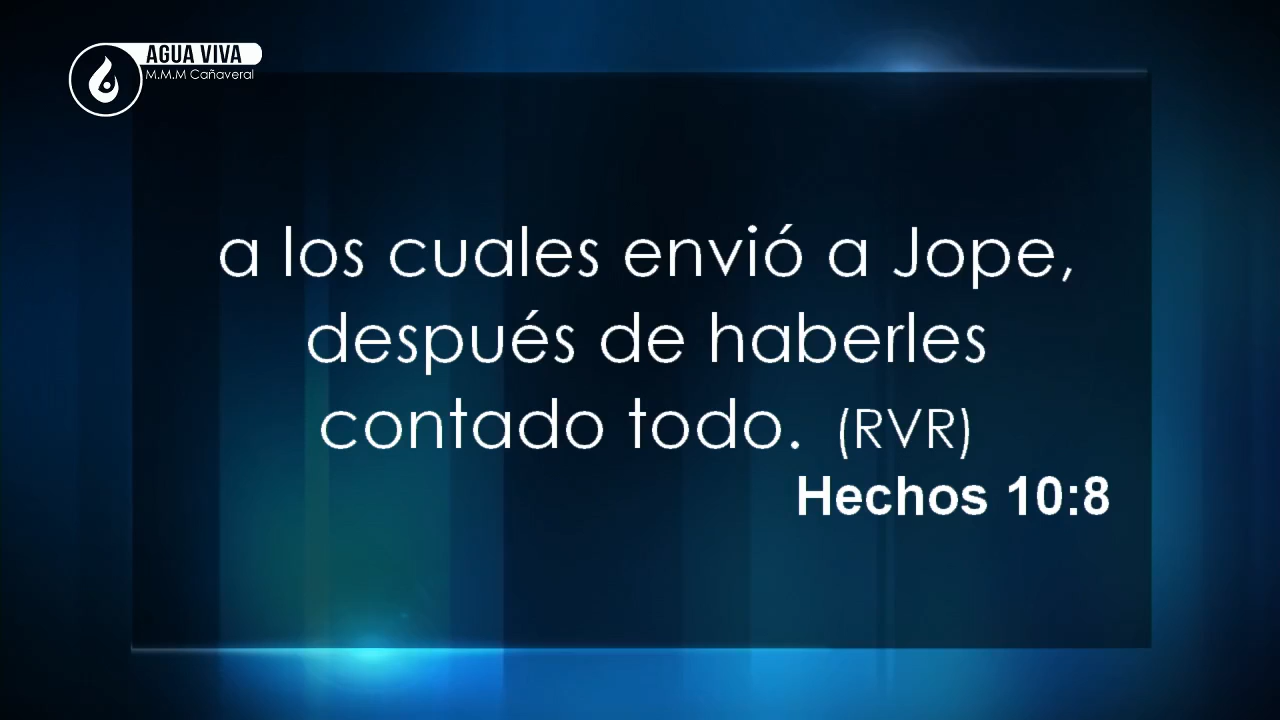 AGUA VIVA
M.M.M Cañaveral
a los cuales envió a Jope,
después de haberles
contado todo. (RVR)
Hechos 10:8